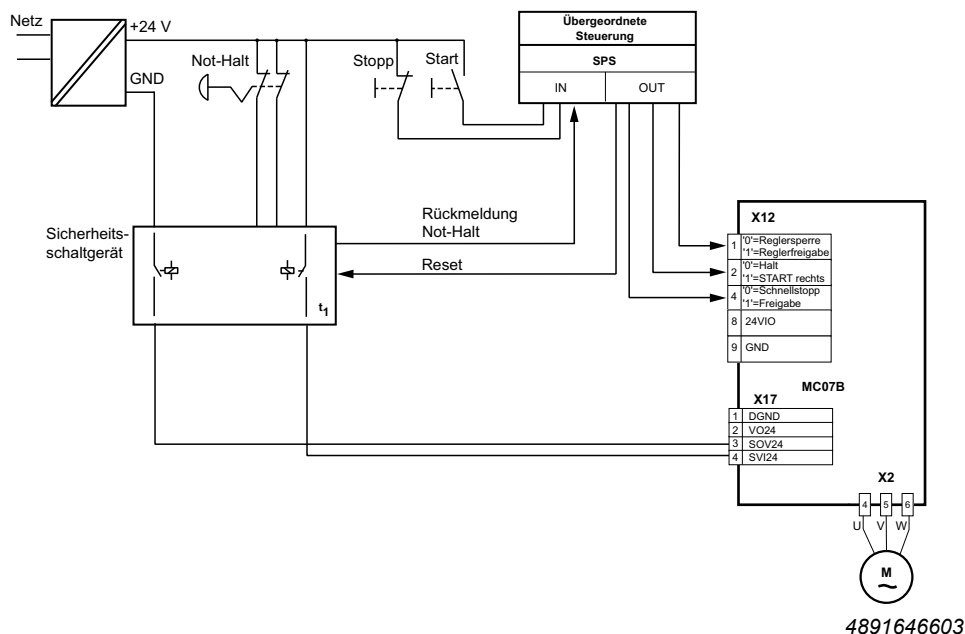 Netz
+24 V
GND
Not-Halt
Stopp
Start
Übergeordnete
Steuerung
SPS
IN
OUT
Rückmeldung
Not-Halt
Reset
Sicherheits-
schaltgerät
t1
X12
1
'0'=Reglersperre
'1'=Reglerfreigabe
2
'0'=Halt
'1'=START rechts
4
'0'=Schnellstopp
'1'=Freigabe
8 24VIO
9 GND
MC07B
X17
1 DGND
2 VO24
3 SOV24
4 SVI24
X2
4 5 6
U V W
M
~
4891646603